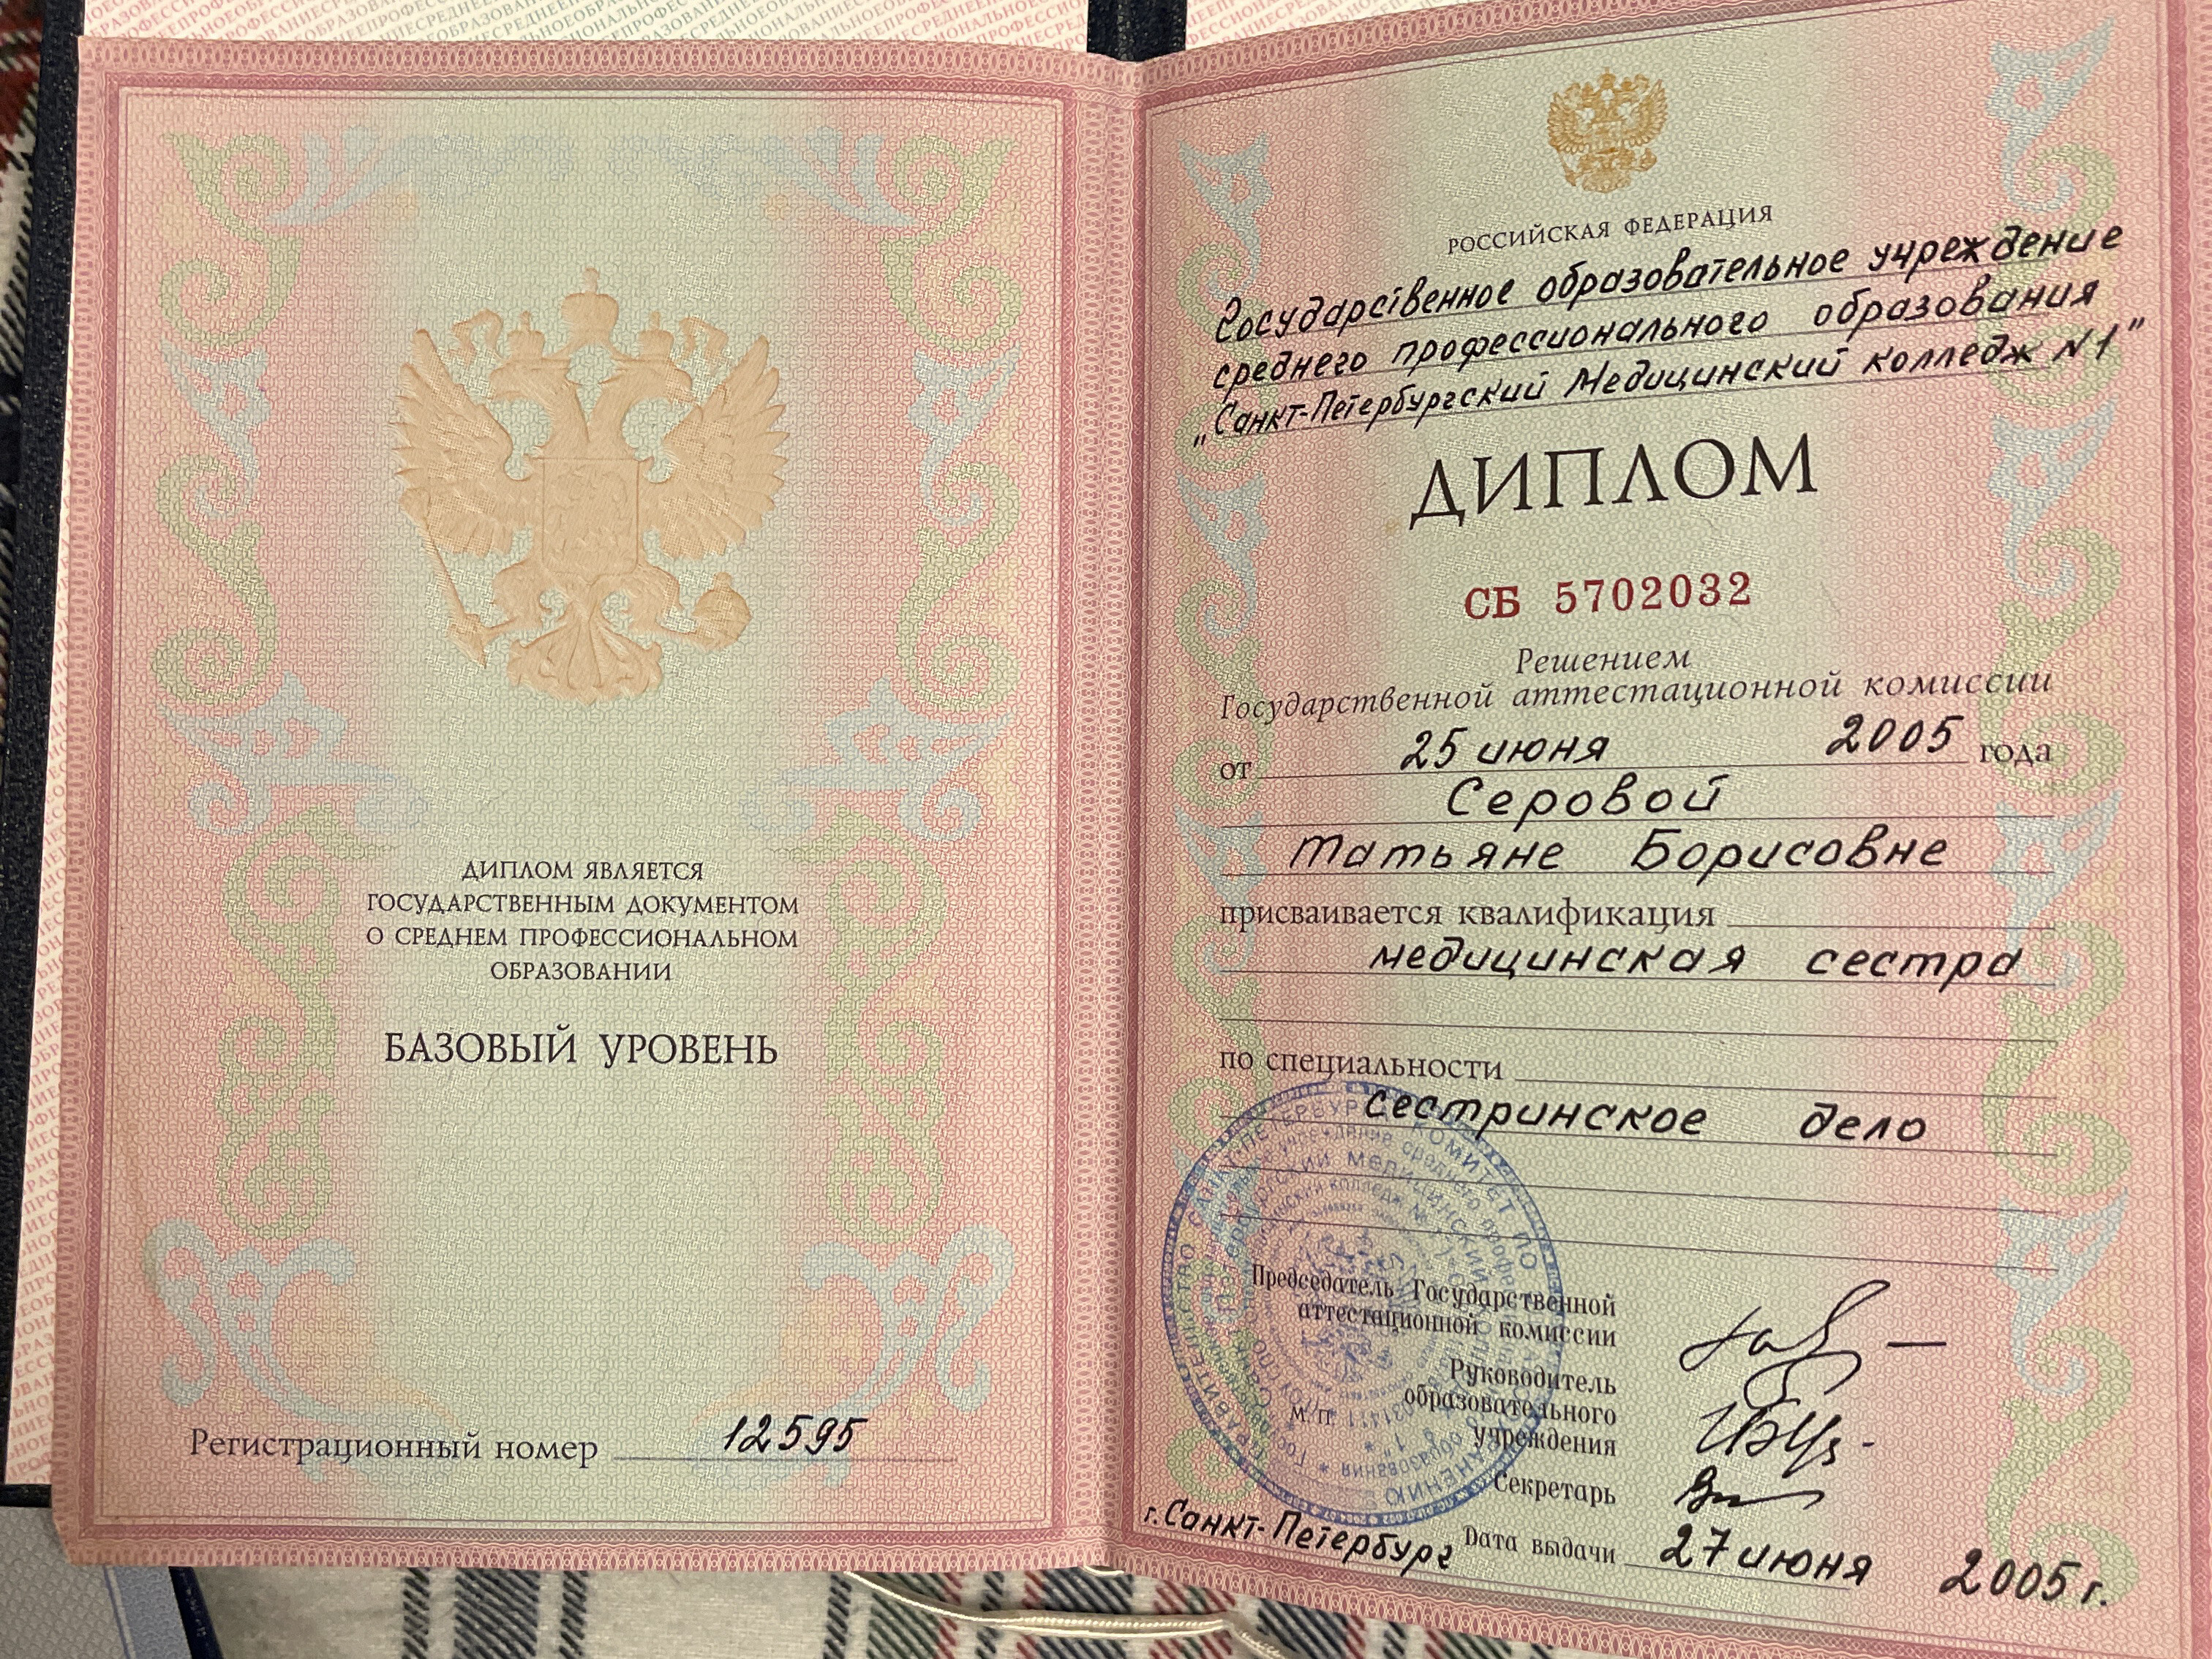 ДИПЛОМ ЯВЛЯЕТСЯ
ГОСУДАРСТВЕННЫМ ДОКУМЕНТОМ
О СРЕДНЕМ ПРОФЕССИОНАЛЬНОМ
ОБРАЗОВАНИИ
БАЗОВЫЙ УРОВЕНЬ
Регистрационный номер 12595
РОССИЙСКАЯ ФЕДЕРАЦИЯ
Государственное образовательное учреждение
среднего профессионального образования
„Санкт-Петербургский Медицинский колледж N1"
ДИПЛОМ
СБ 5702032
Решением
Государственной аттестационной комиссии
от 25 июня 2005 года
Серовой
Татьяне Борисовне
присваивается квалификация
медицинская сестра
по специальности
сестринское дело
Председатель Государственной
аттестационной комиссии
Руководитель
образовательного
М.П. учреждения
Секретарь
г. Санкт-Петербург Дата выдачи 27 июня 2005 г.